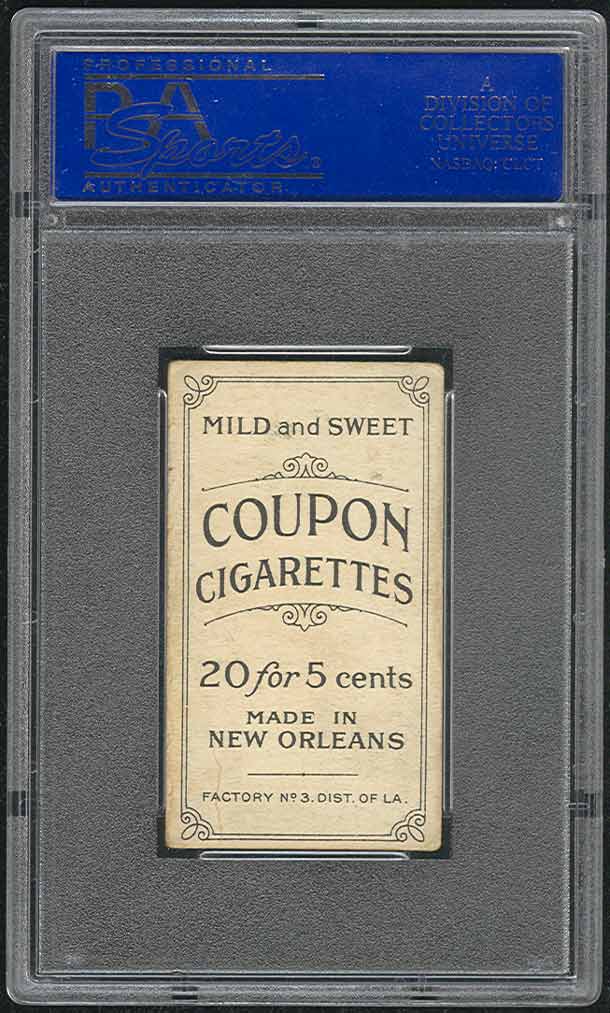 PROFESSIONAL
PSA
Sports®
AUTHENTICATOR
A
DIVISION OF
COLLECTORS
UNIVERSE
NASDAQ: CLCT
MILD and SWEET
COUPON
CIGARETTES
20 for 5 cents
MADE IN
NEW ORLEANS
FACTORY Nº 3. DIST. OF LA.